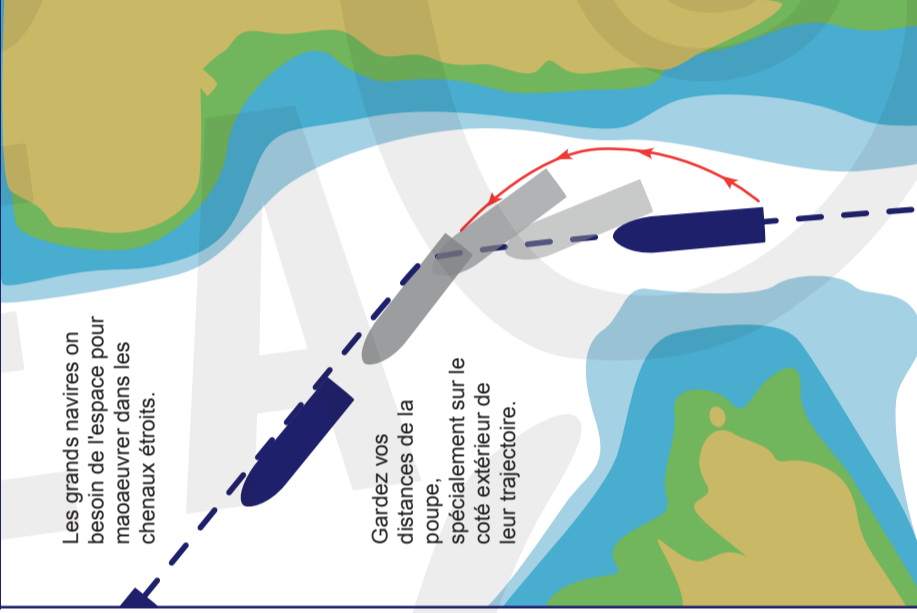 Les grands navires on
besoin de l'espace pour
maoaoeuvrer dans les
chenaux étroits.
Gardez vos
distances de la
poupe,
spécialement sur le
coté extérieur de
leur trajectoire.